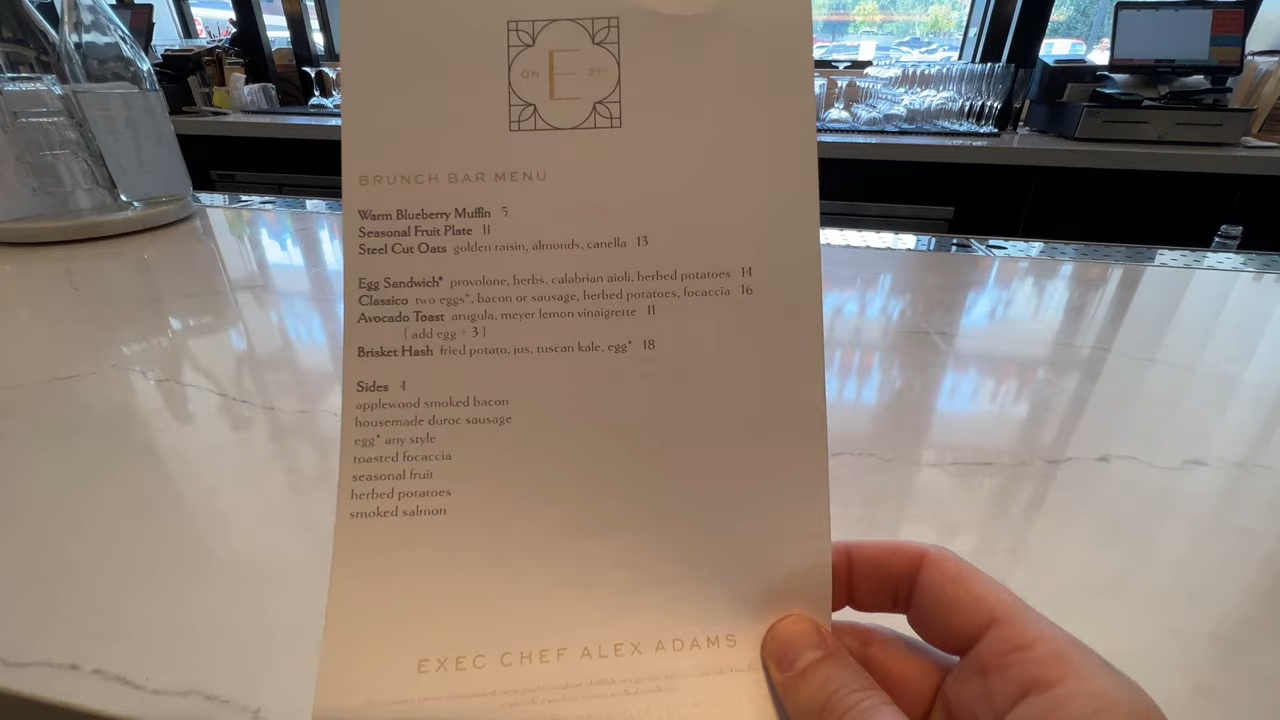 ON E 2ND
BRUNCH BAR MENU
Warm Blueberry Muffin 5
Seasonal Fruit Plate 11
Steel Cut Oats golden raisin, almonds, canella 13
Egg Sandwich* provolone, herbs, calabrian aioli, herbed potatoes 14
Classico two eggs*, bacon or sausage, herbed potatoes, focaccia 16
Avocado Toast arugula, meyer lemon vinaigrette 11
{ add egg + 3 }
Brisket Hash fried potato, jus, tuscan kale, egg* 18
Sides 4
applewood smoked bacon
housemade duroc sausage
egg* any style
toasted focaccia
seasonal fruit
herbed potatoes
smoked salmon
EXEC CHEF ALEX ADAMS